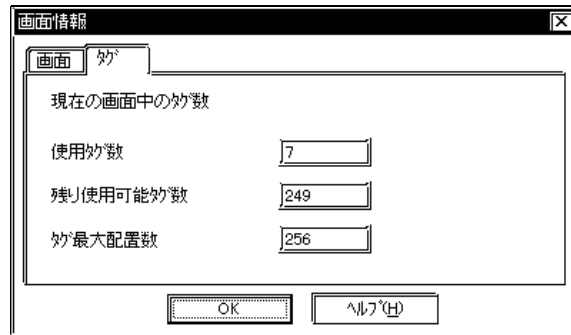 画面情報
画面 ﾀｸﾞ
現在の画面中のﾀｸﾞ数
使用ﾀｸﾞ数 7
残り使用可能ﾀｸﾞ数 249
ﾀｸﾞ最大配置数 256
OK ﾍﾙﾌﾟ(H)